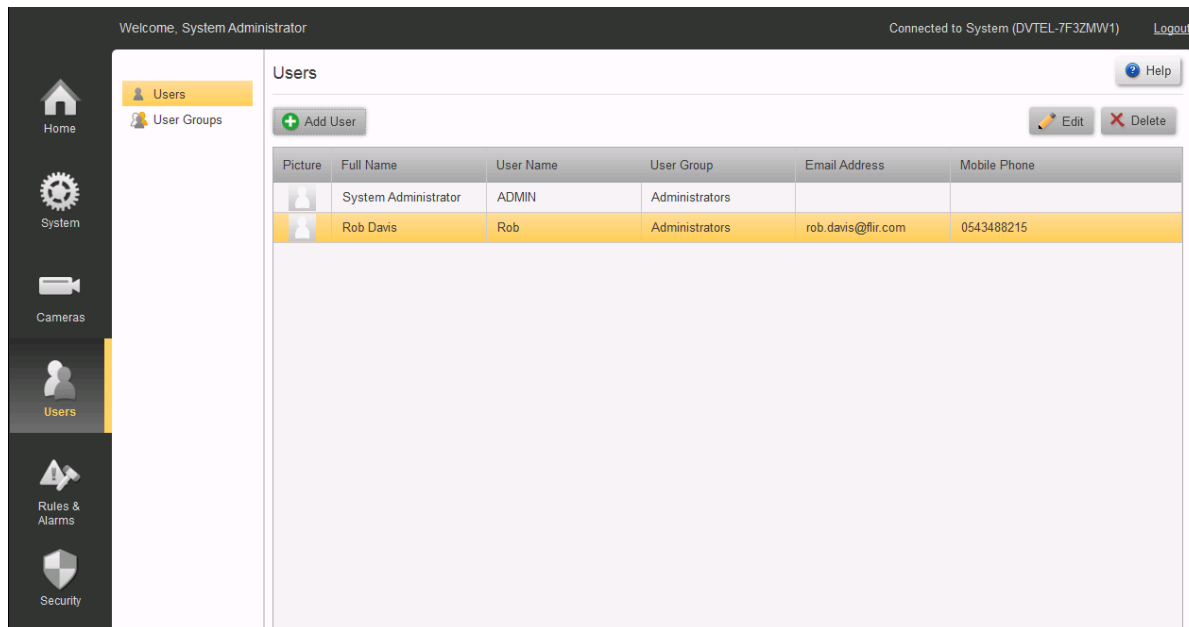 Welcome, System Administrator
Connected to System (DVTEL-7F3ZMW1)
Logout
Home
System
Cameras
Users
Rules &
Alarms
Security
Users
User Groups
Users
Help
Add User
Edit
Delete
Picture Full Name User Name User Group Email Address Mobile Phone
System Administrator ADMIN Administrators
Rob Davis Rob Administrators rob.davis@flir.com 0543488215